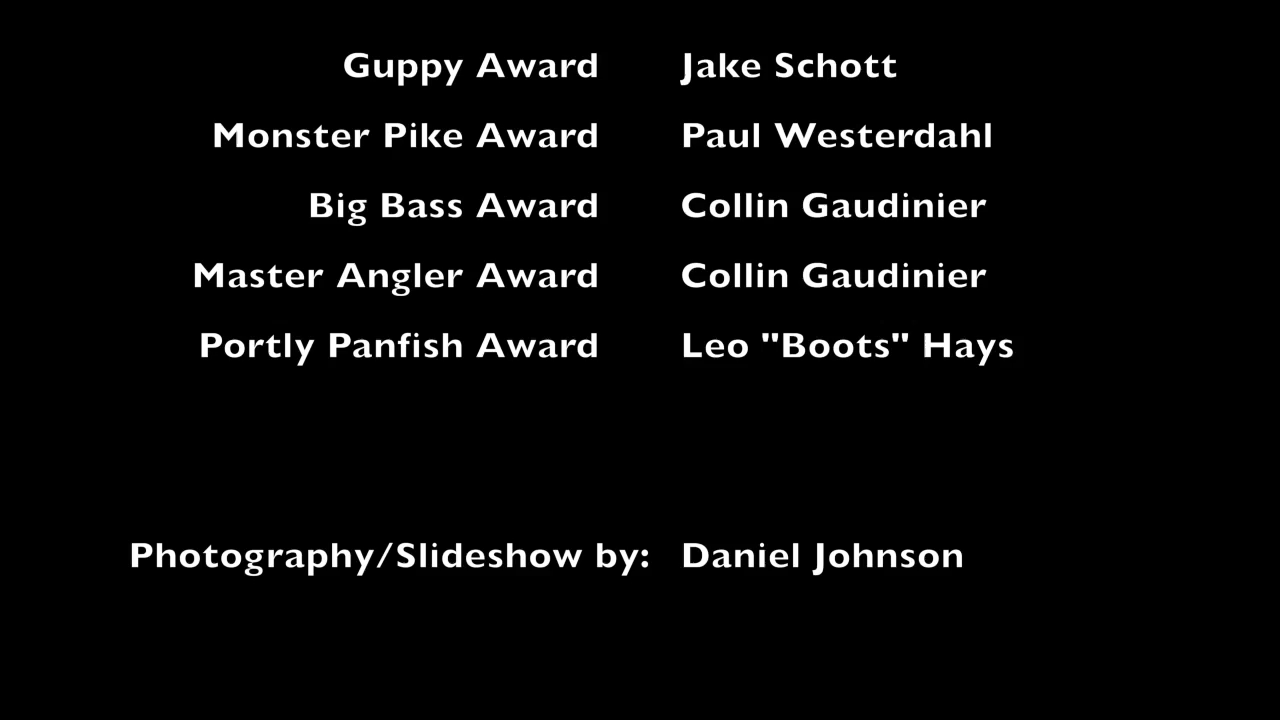 Guppy Award Jake Schott
Monster Pike Award Paul Westerdahl
Big Bass Award Collin Gaudinier
Master Angler Award Collin Gaudinier
Portly Panfish Award Leo "Boots" Hays
Photography/Slideshow by: Daniel Johnson